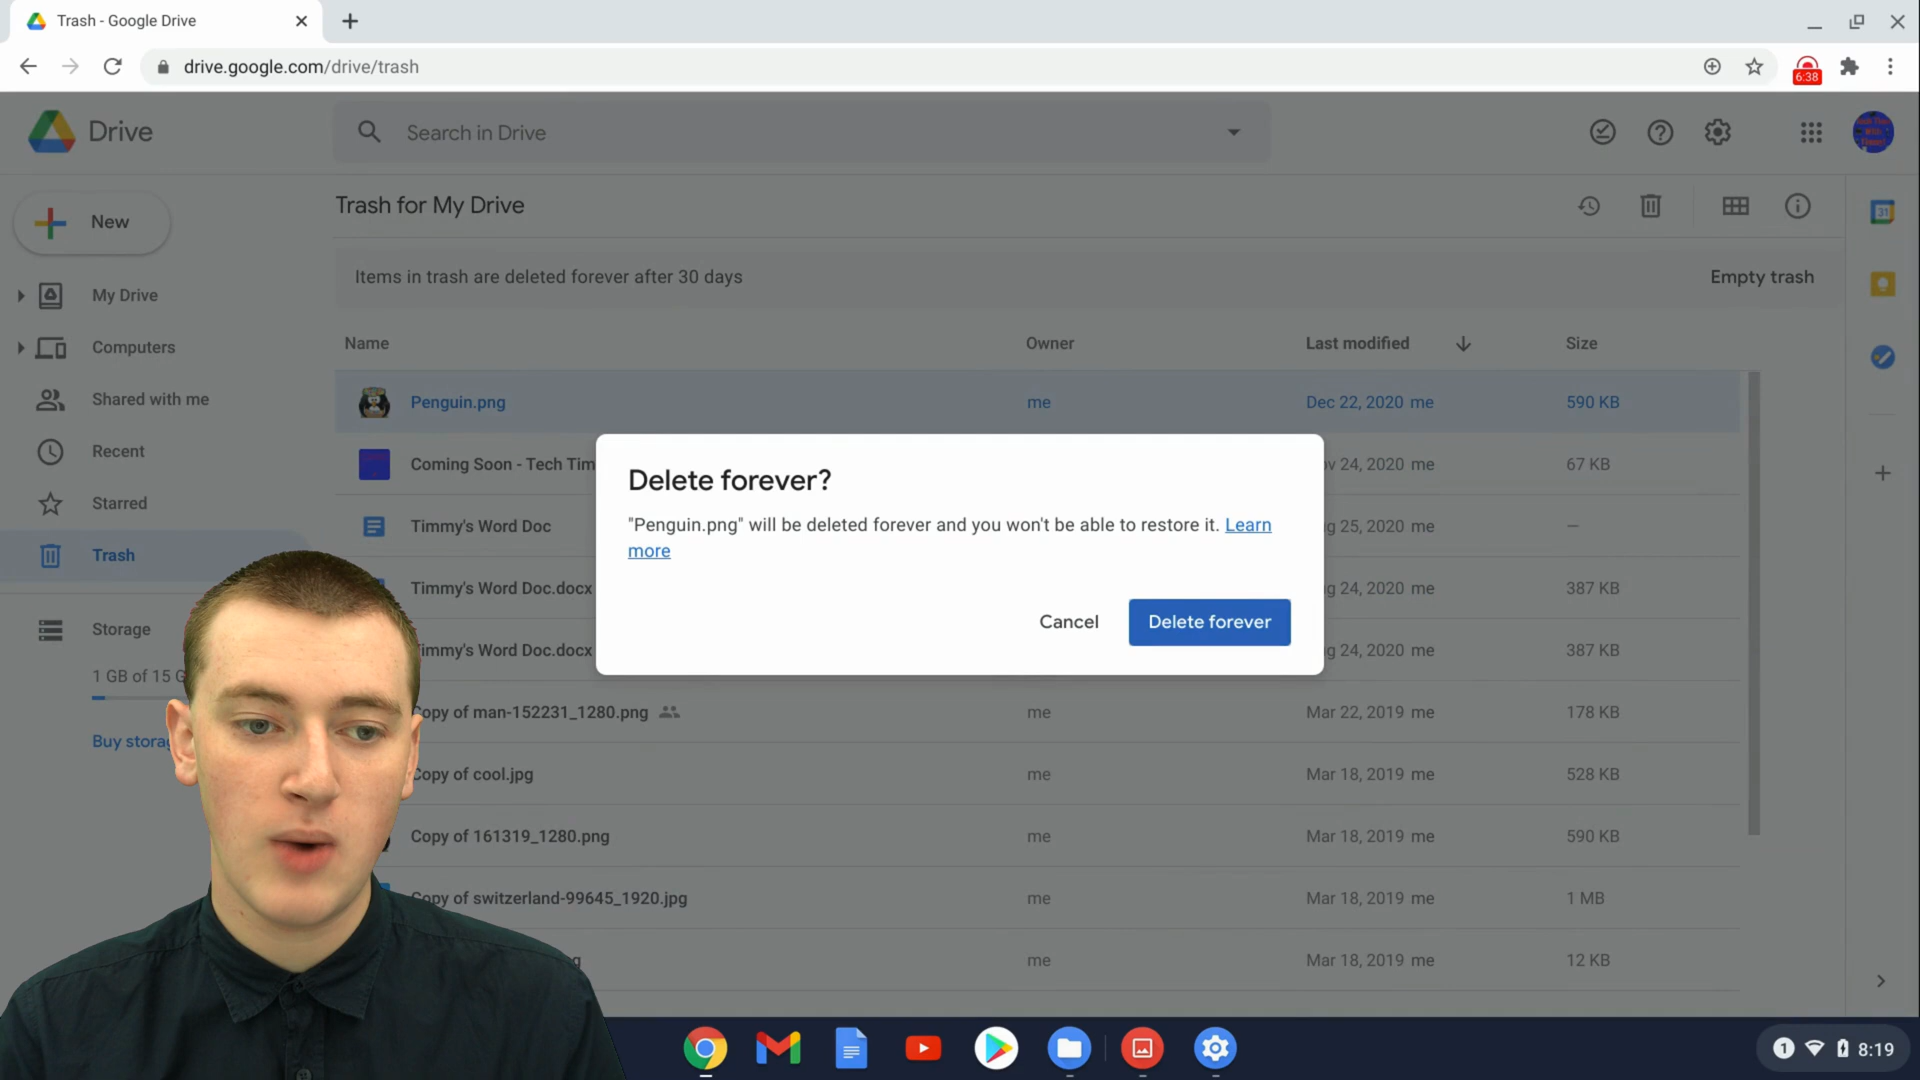 Trash - Google Drive
drive.google.com/drive/trash
6:38
Drive
Search in Drive
New
Trash for My Drive
31
Items in trash are deleted forever after 30 days
Empty trash
My Drive
Computers
Shared with me
Recent
Starred
Trash
Storage
1 GB of 15 G
Buy storag
Name Owner Last modified Size
Penguin.png me Dec 22, 2020 me 590 KB
Coming Soon - Tech Tim v 24, 2020 me 67 KB
Timmy's Word Doc g 25, 2020 me —
Timmy's Word Doc.docx g 24, 2020 me 387 KB
immy's Word Doc.docx g 24, 2020 me 387 KB
Copy of man-152231_1280.png me Mar 22, 2019 me 178 KB
Copy of cool.jpg me Mar 18, 2019 me 528 KB
Copy of 161319_1280.png me Mar 18, 2019 me 590 KB
Copy of switzerland-99645_1920.jpg me Mar 18, 2019 me 1 MB
g me Mar 18, 2019 me 12 KB
Delete forever?
"Penguin.png" will be deleted forever and you won't be able to restore it. Learn
more
Cancel Delete forever
1 8:19